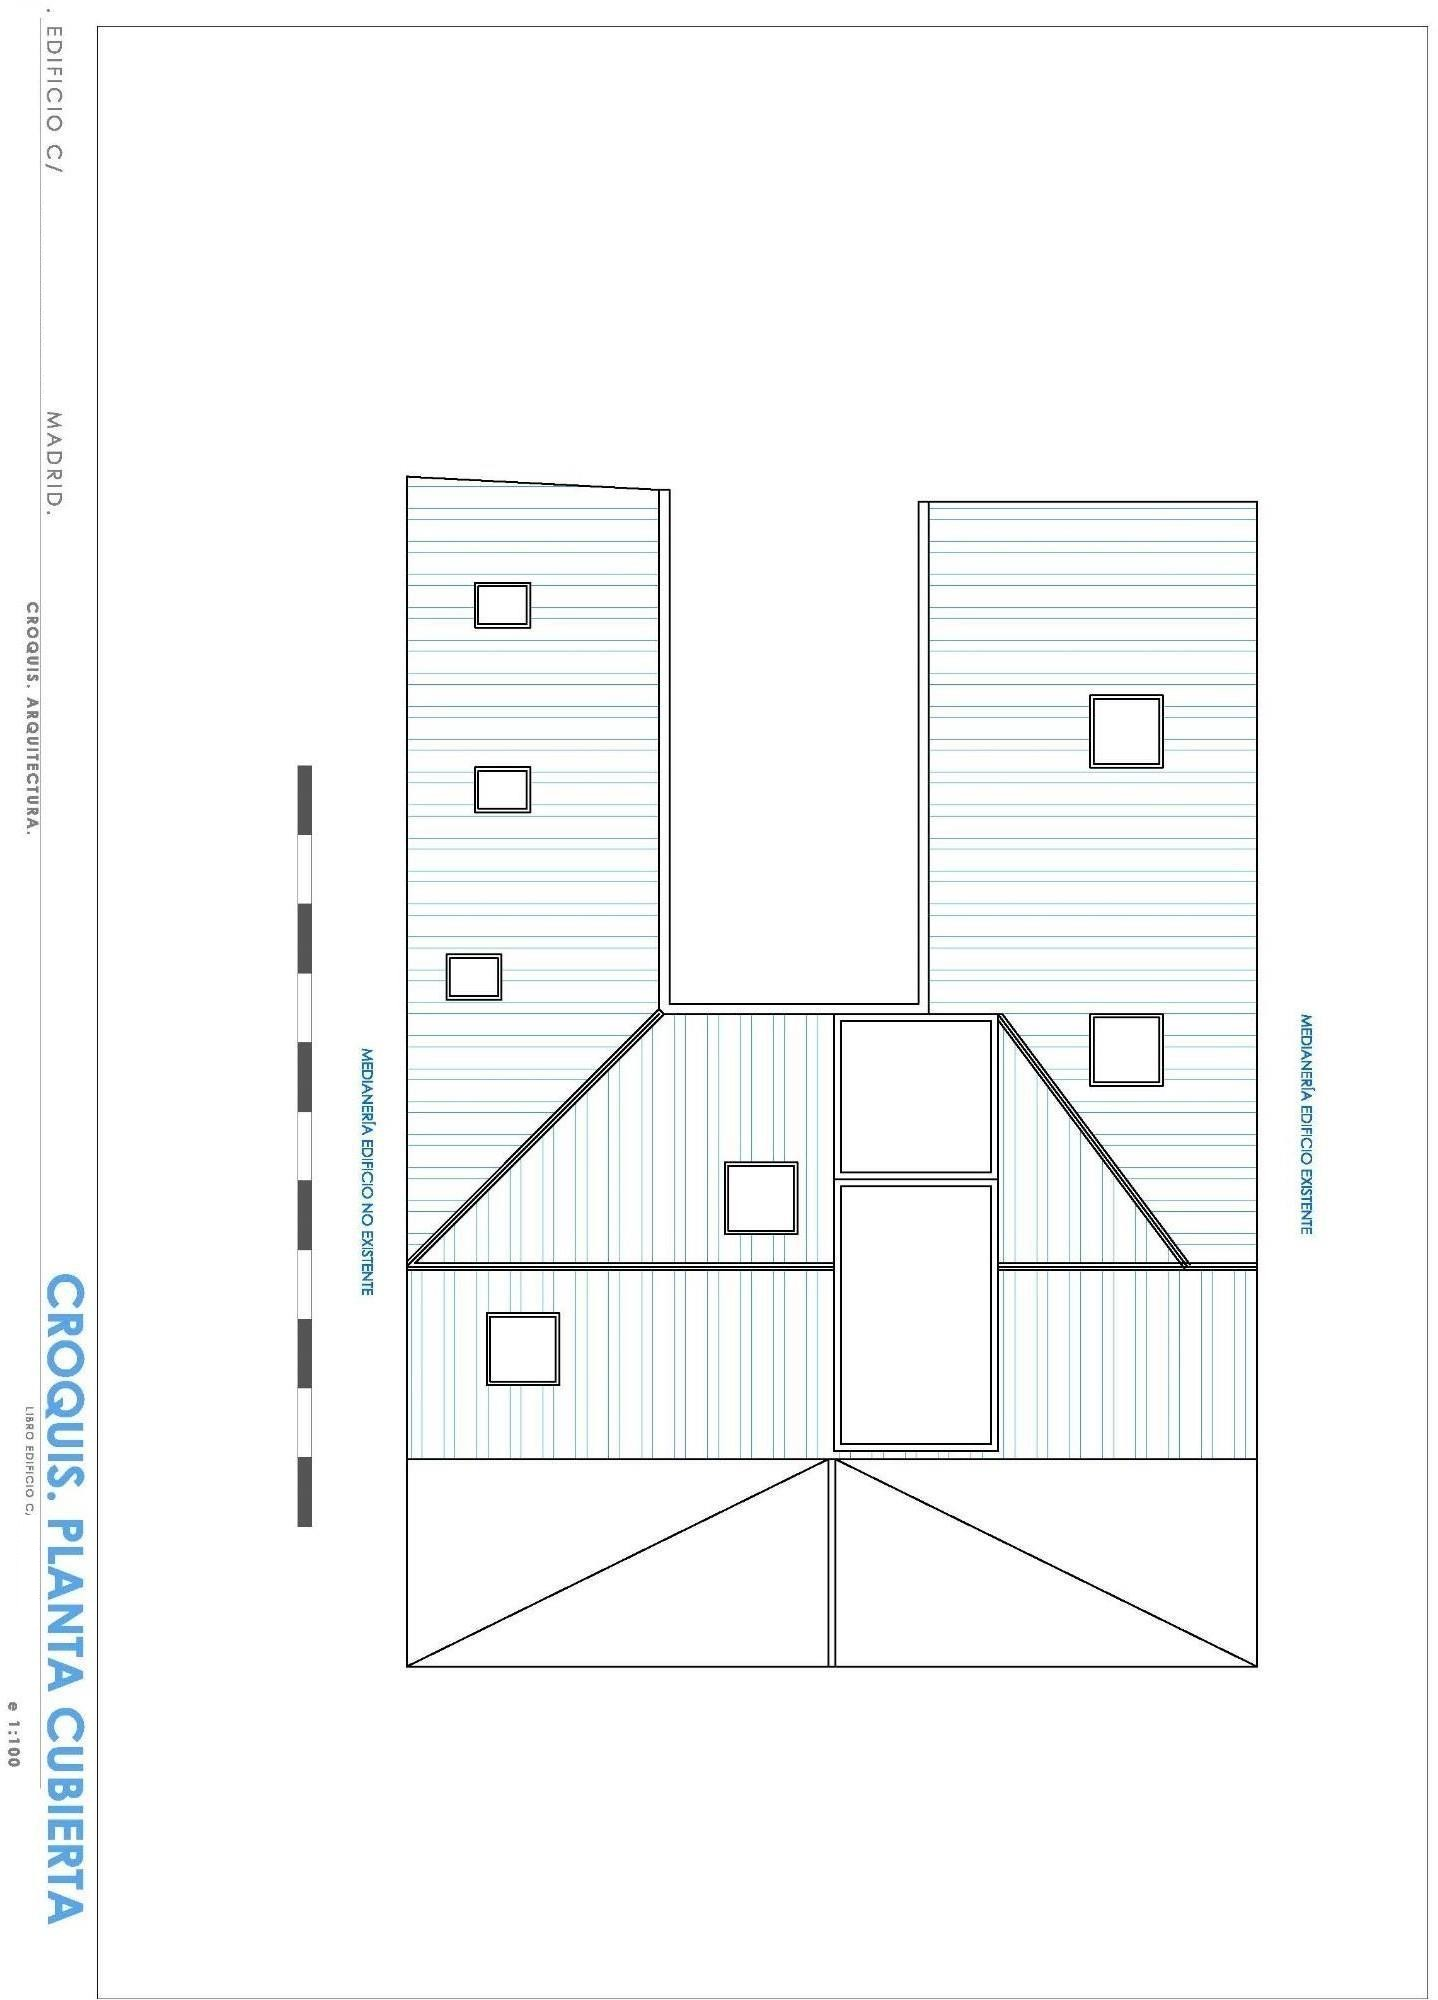 . EDIFICIO C/ MADRID.
CROQUIS. ARQUITECTURA.
CROQUIS. PLANTA CUBIERTA
LIBRO EDIFICIO C/
e 1:100
MEDIANERÍA EDIFICIO NO EXISTENTE
MEDIANERÍA EDIFICIO EXISTENTE